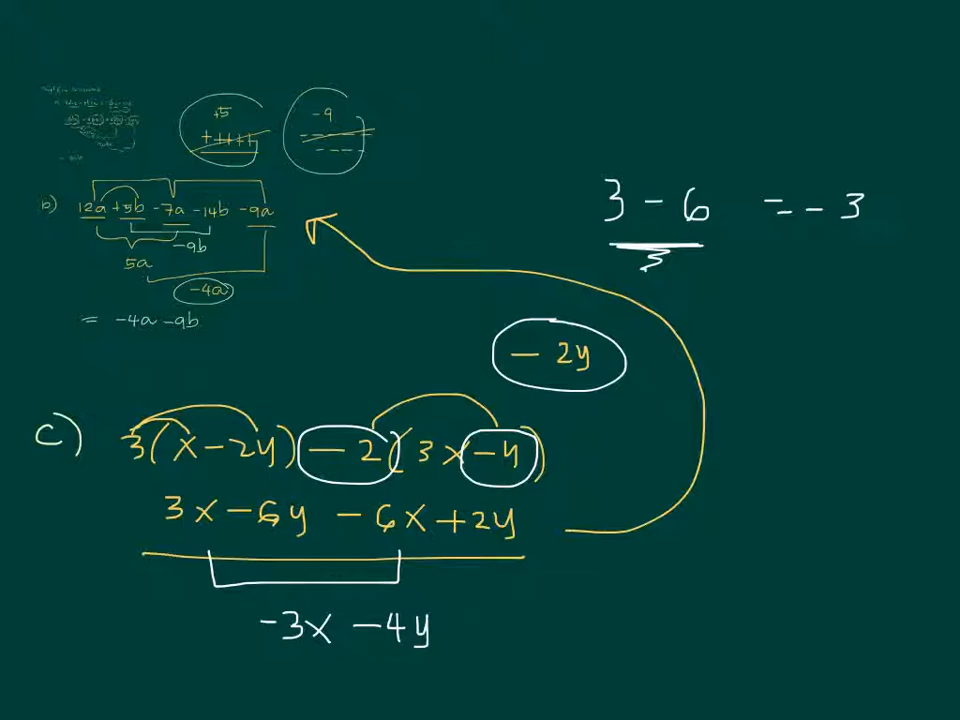 +5
-9
+ ++++
- - - - -
- - - -
b) 12a +5b -7a -14b -9a
-9b
5a
-4a
= -4a -9b
3 - 6 = - 3
- 2y
c) 3(x - 2y) - 2(3x - y)
3x - 6y - 6x + 2y
-3x - 4y